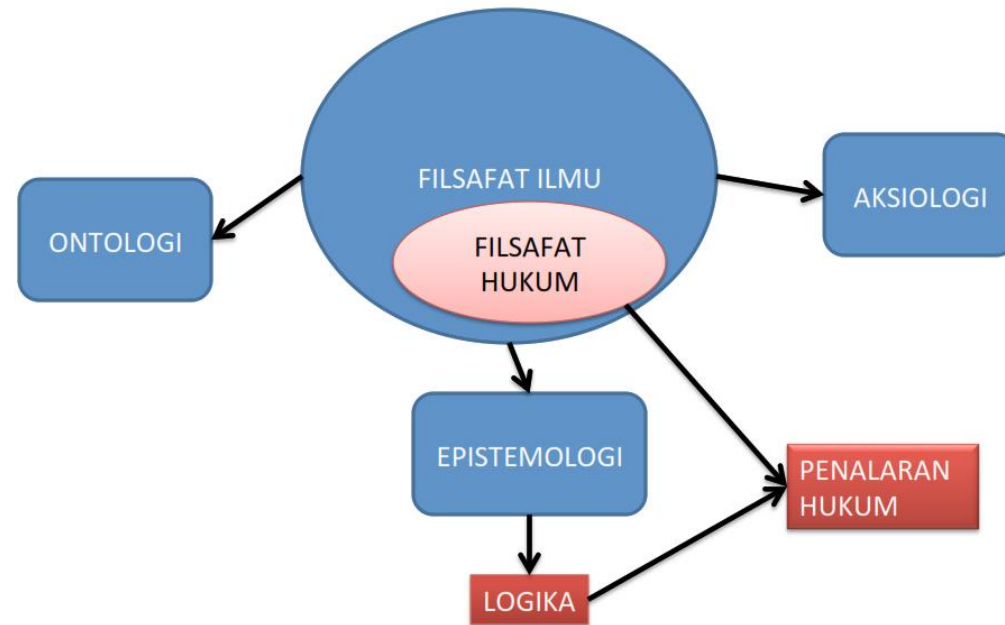 FILSAFAT ILMU
AKSIOLOGI
ONTOLOGI
FILSAFAT
HUKUM
EPISTEMOLOGI
PENALARAN
HUKUM
LOGIKA